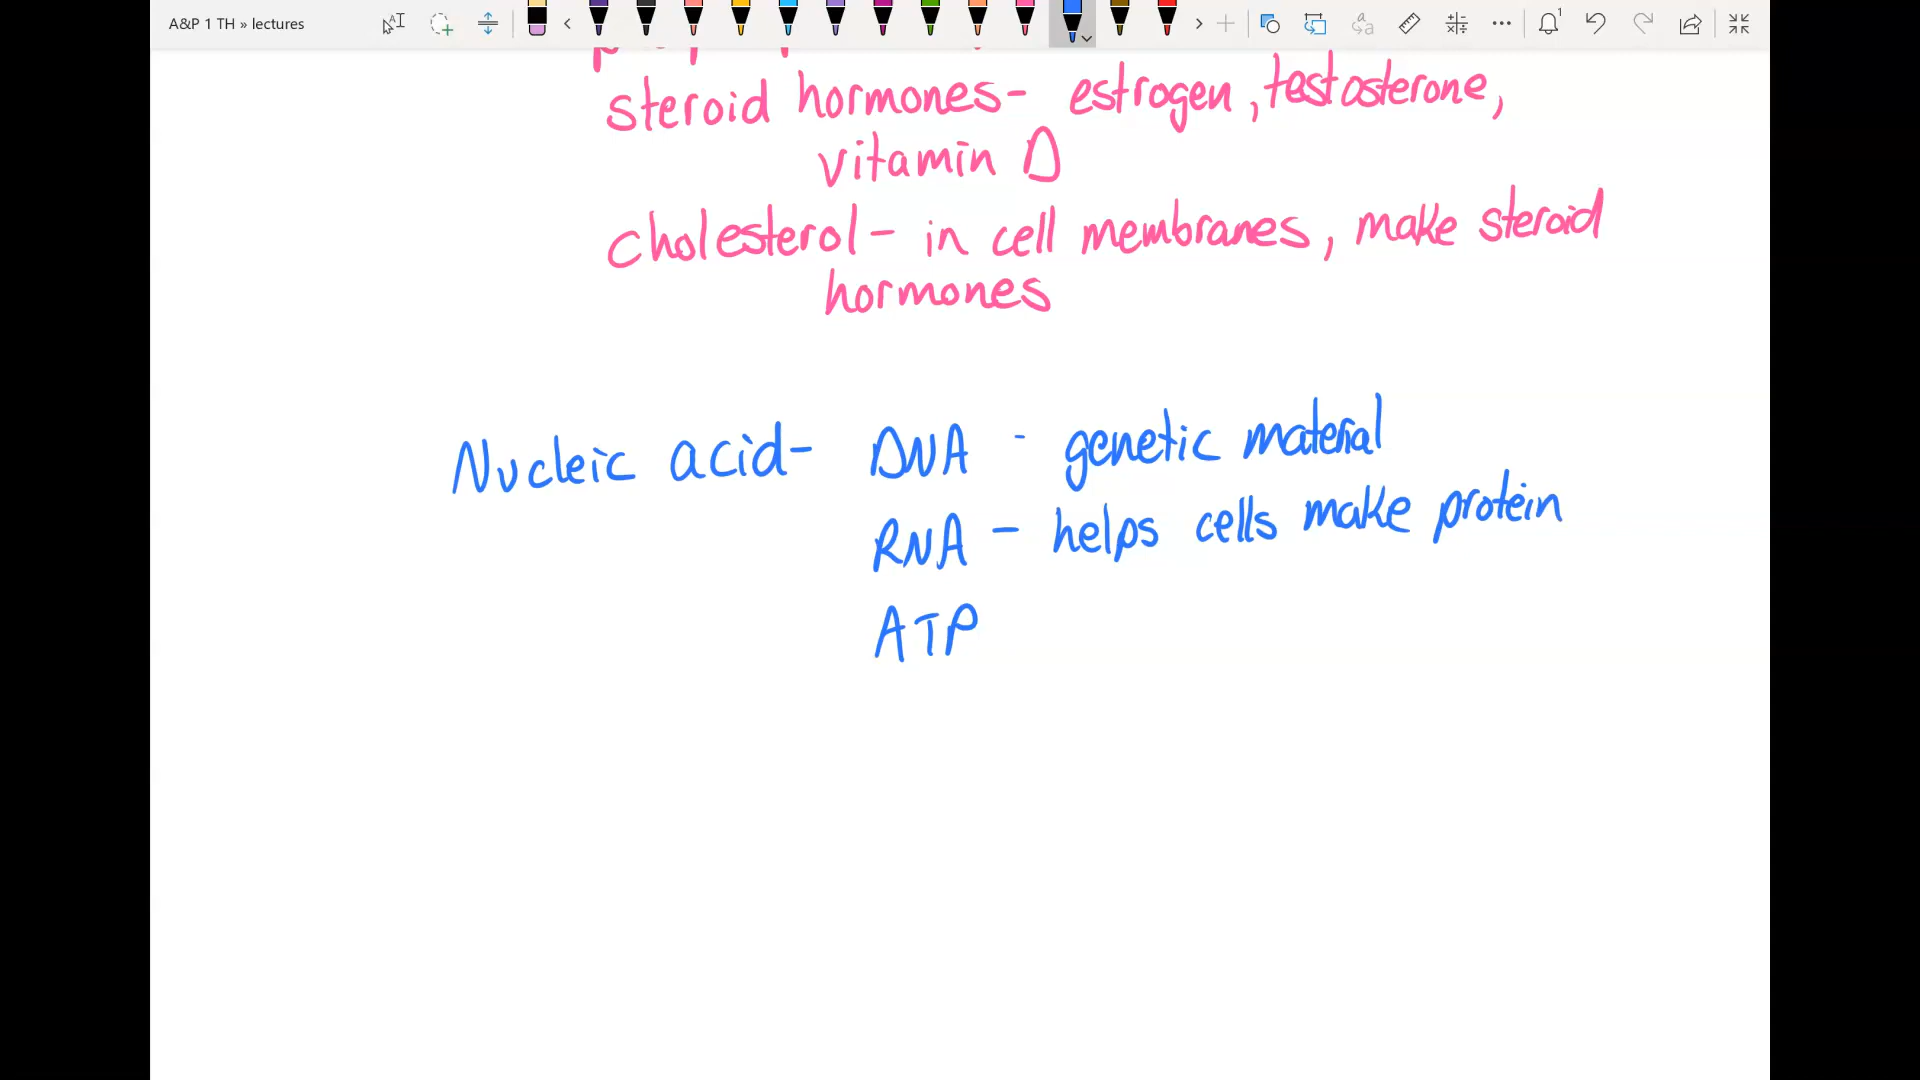 A&P 1 TH » lectures
steroid hormones- estrogen, testosterone,
vitamin D
cholesterol- in cell membranes, make steroid
hormones
Nucleic acid- DNA - genetic material
RNA - helps cells make protein
ATP